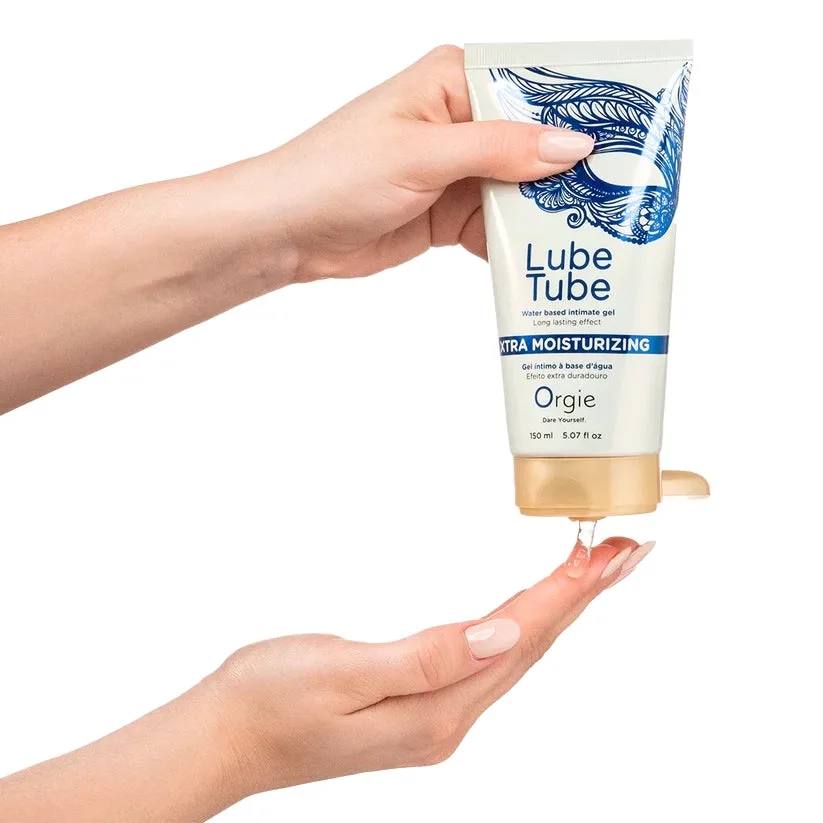 Lube
Tube
Water based intimate gel
Long lasting effect
XTRA MOISTURIZING
Gel íntimo à base d'água
Efeito extra duradouro
Orgie
Dare Yourself.
150 ml 5.07 fl oz